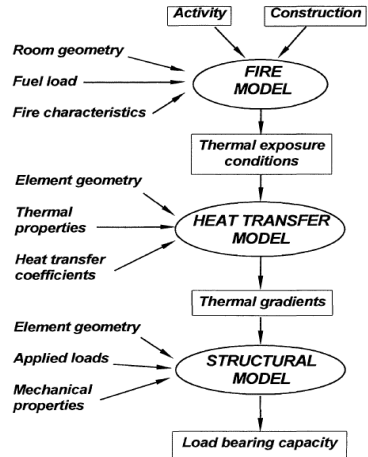 Activity
Construction
Room geometry
Fuel load
Fire characteristics
FIRE
MODEL
Thermal exposure
conditions
Element geometry
Thermal
properties
Heat transfer
coefficients
HEAT TRANSFER
MODEL
Thermal gradients
Element geometry
Applied loads
Mechanical
properties
STRUCTURAL
MODEL
Load bearing capacity